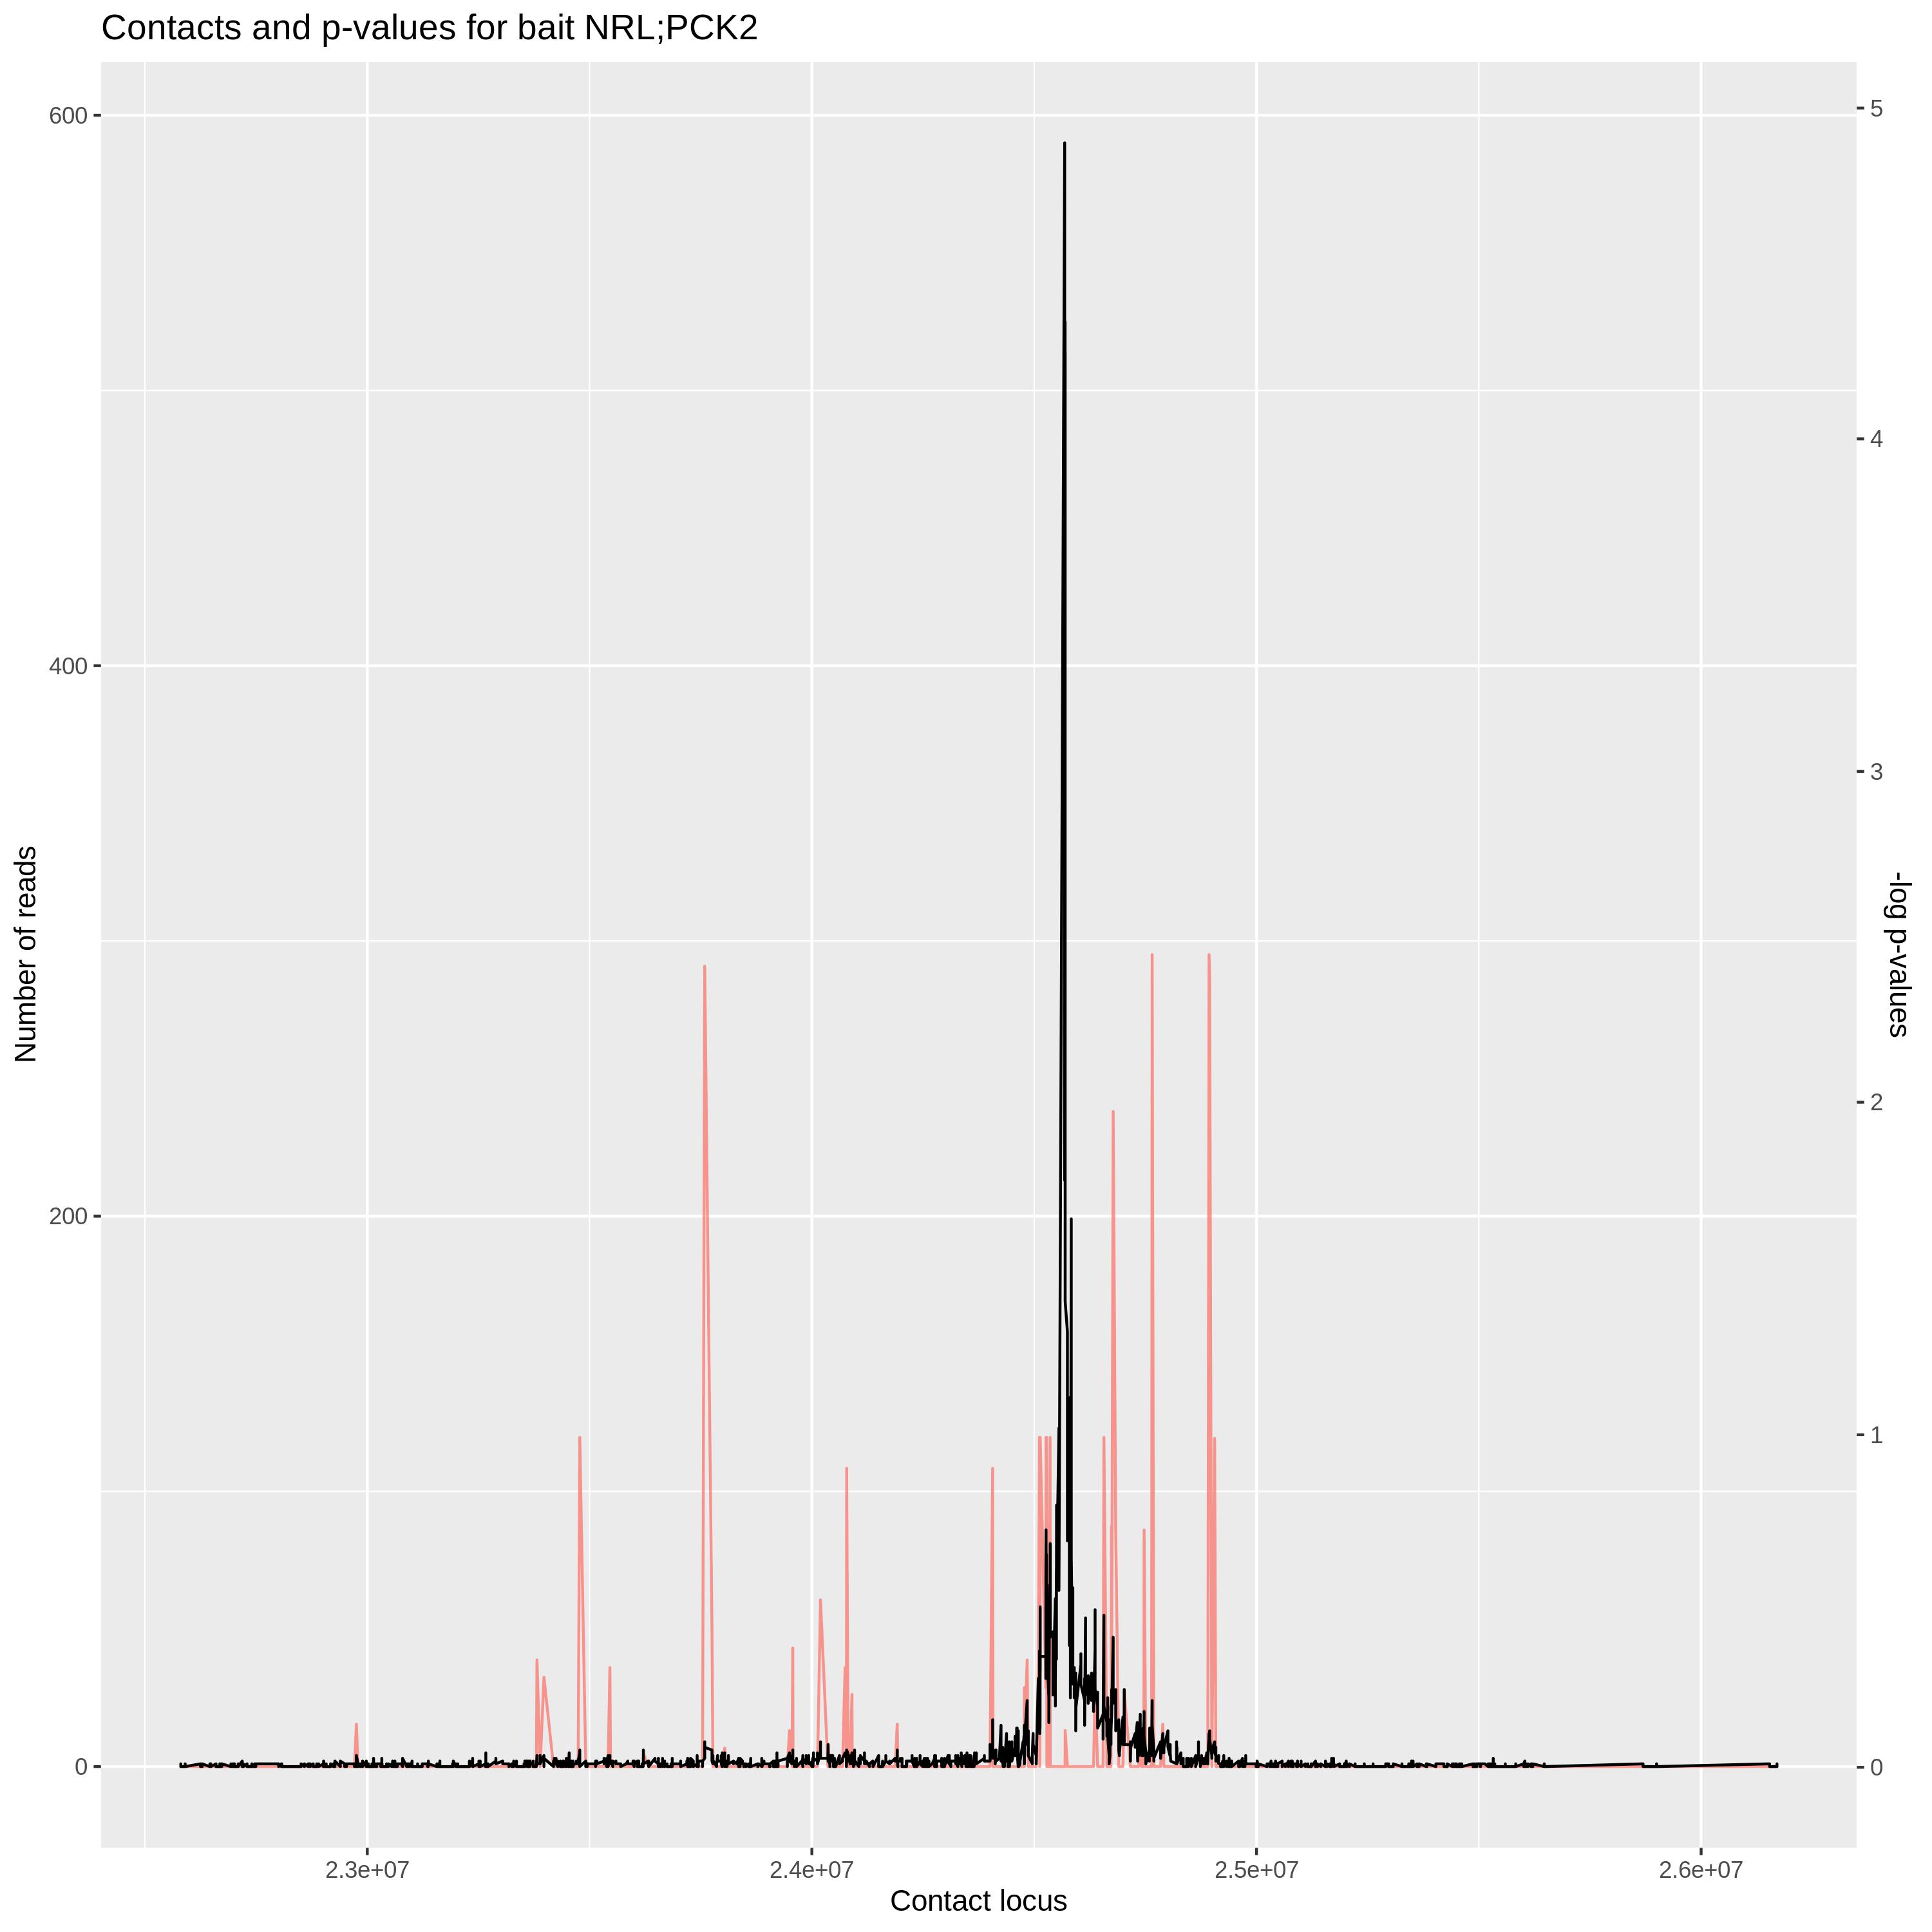 Contacts and p-values for bait NRL;PCK2
600
400
200
0
Number of reads
5
4
3
2
1
0
-log p-values
2.3e+07
2.4e+07
2.5e+07
2.6e+07
Contact locus